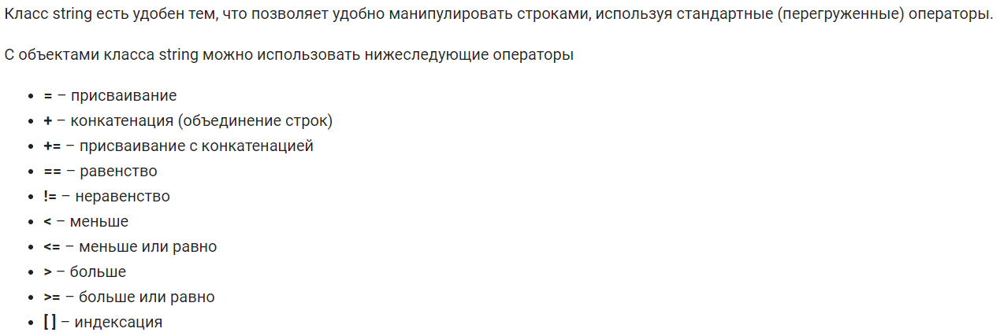 Класс string есть удобен тем, что позволяет удобно манипулировать строками, используя стандартные (перегруженные) операторы.
С объектами класса string можно использовать нижеследующие операторы
• = – присваивание
• + – конкатенация (объединение строк)
• += – присваивание с конкатенацией
• == – равенство
• != – неравенство
• < – меньше
• <= – меньше или равно
• > – больше
• >= – больше или равно
• [ ] – индексация